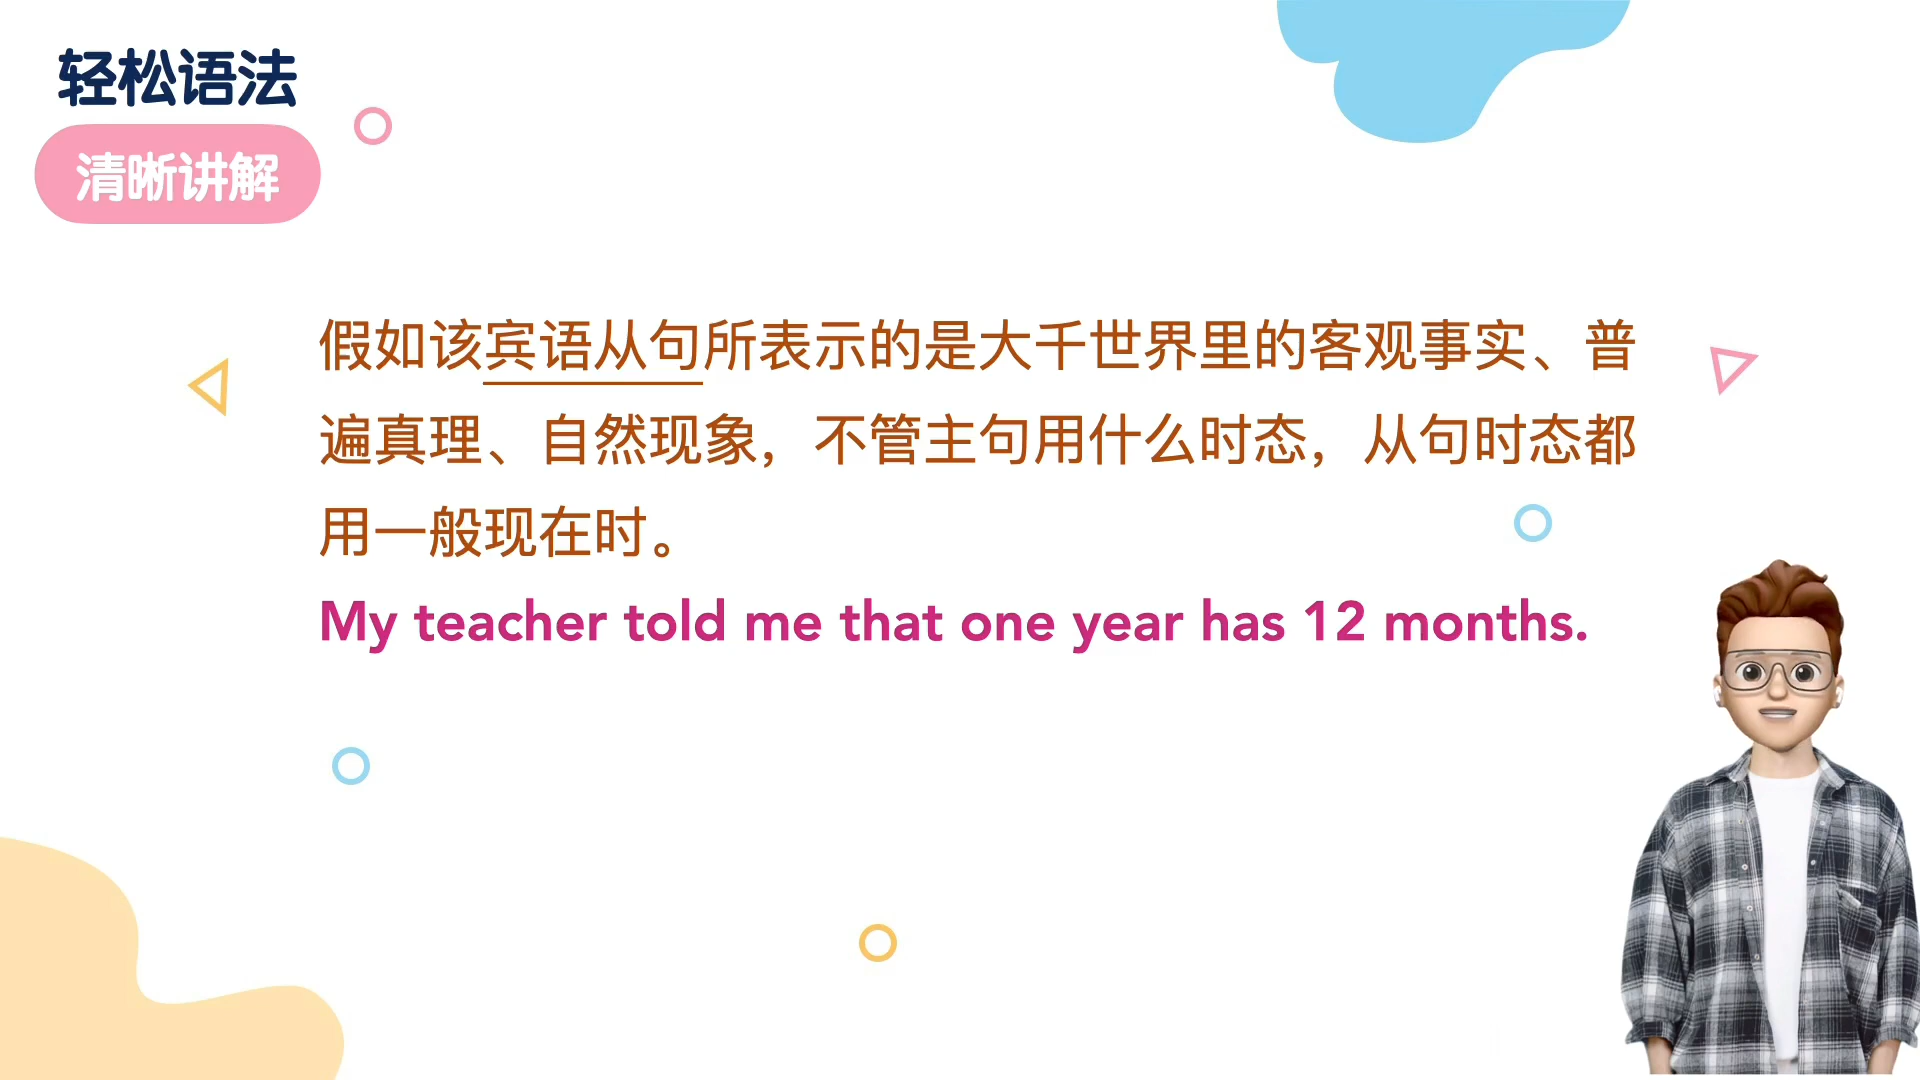 轻松语法
清晰讲解
假如该宾语从句所表示的是大千世界里的客观事实、普
遍真理、自然现象，不管主句用什么时态，从句时态都
用一般现在时。
My teacher told me that one year has 12 months.